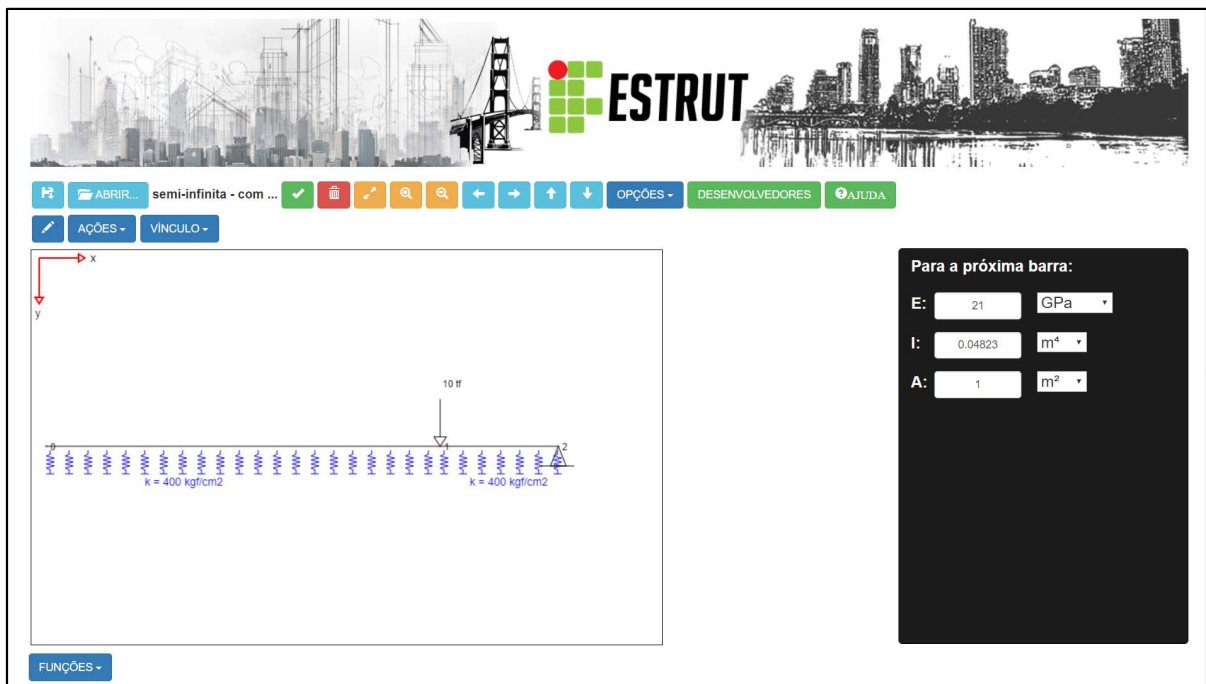 ESTRUT
ABRIR... semi-infinita - com ... OPÇÕES DESENVOLVEDORES AJUDA
AÇÕES VÍNCULO
x
y
Para a próxima barra:
E: 21 GPa
I: 0.04823 m⁴
A: 1 m²
10 tf
0 1 2
k = 400 kgf/cm2 k = 400 kgf/cm2
FUNÇÕES